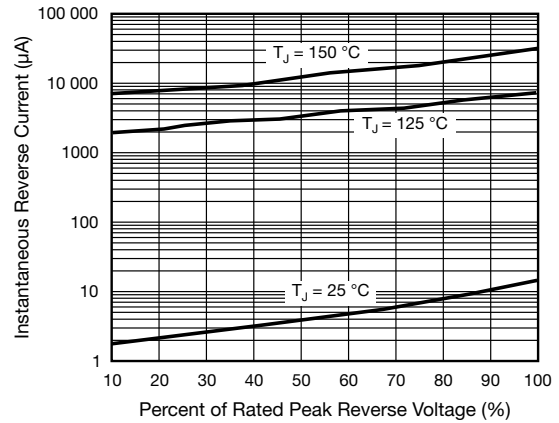 Instantaneous Reverse Current (μA)
100 000
10 000
1000
100
10
1
T_J = 150 °C
T_J = 125 °C
T_J = 25 °C
10 20 30 40 50 60 70 80 90 100
Percent of Rated Peak Reverse Voltage (%)